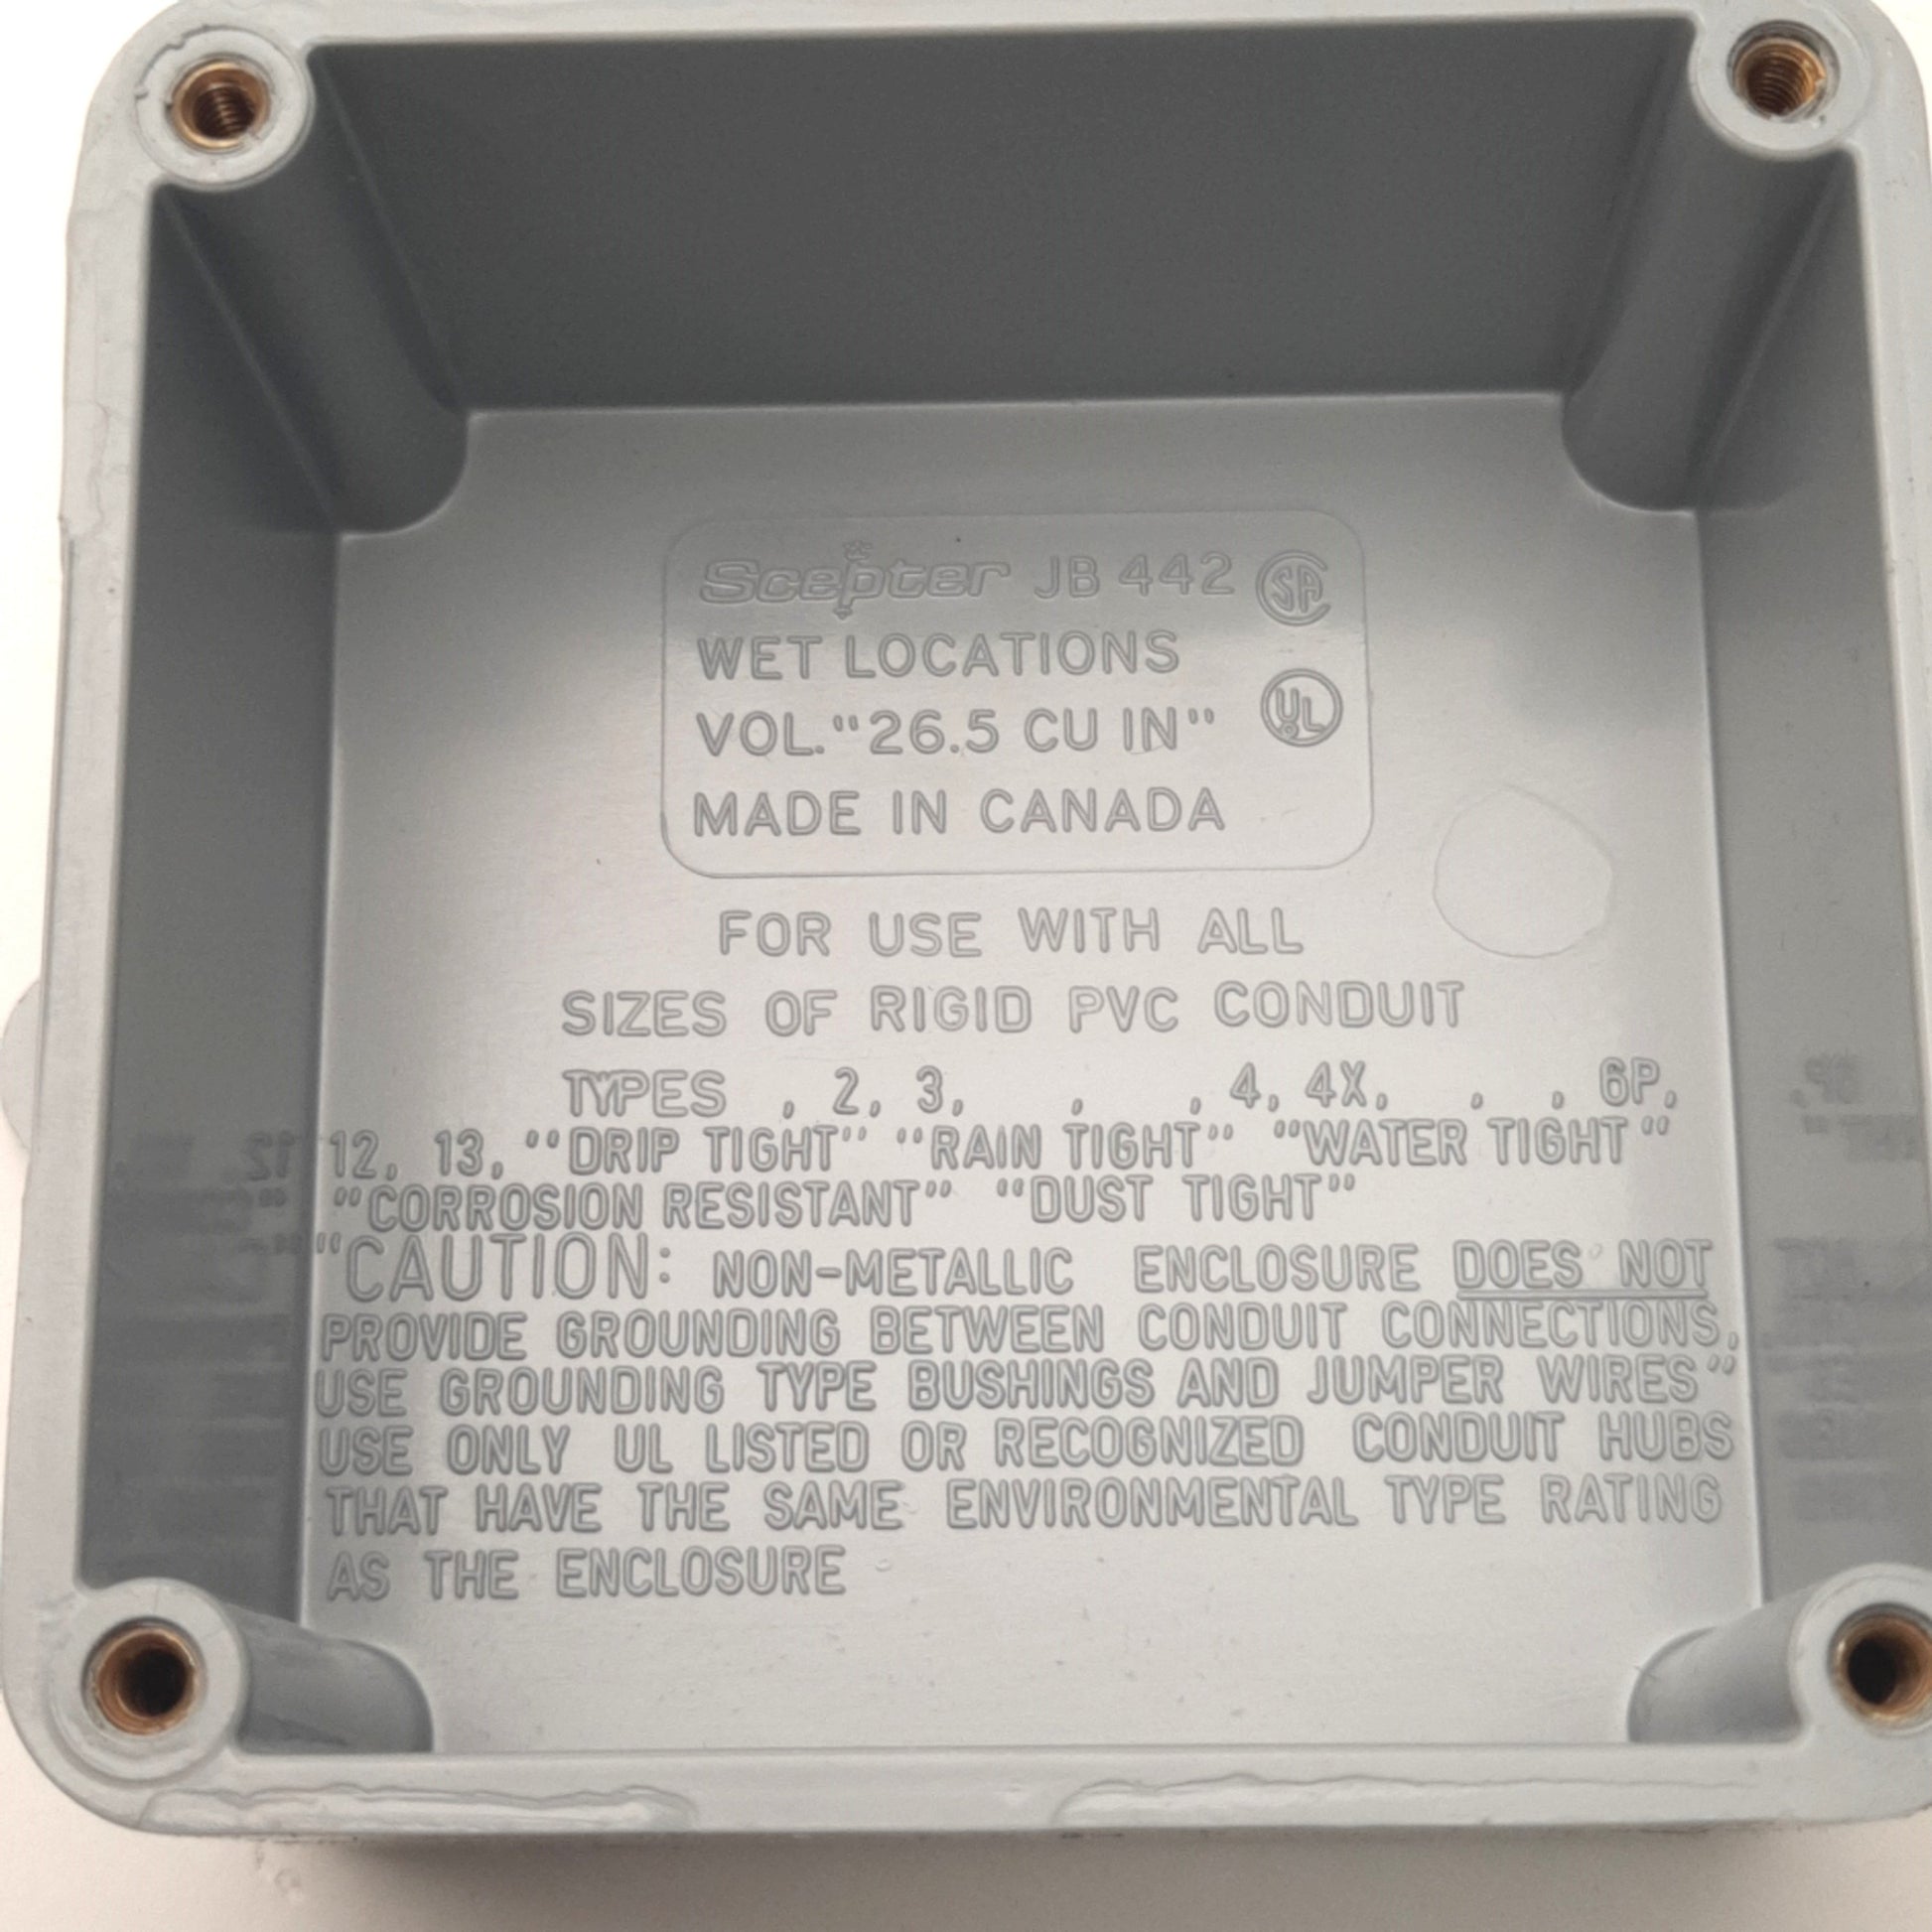 Scepter JB 442 SA
WET LOCATIONS
VOL. "26.5 CU IN" UL
MADE IN CANADA
FOR USE WITH ALL
SIZES OF RIGID PVC CONDUIT
TYPES , 2, 3, , , 4, 4X, , , 6P,
12, 13, "DRIP TIGHT" "RAIN TIGHT" "WATER TIGHT"
"CORROSION RESISTANT" "DUST TIGHT"
"CAUTION: NON-METALLIC ENCLOSURE DOES NOT
PROVIDE GROUNDING BETWEEN CONDUIT CONNECTIONS,
USE GROUNDING TYPE BUSHINGS AND JUMPER WIRES"
USE ONLY UL LISTED OR RECOGNIZED CONDUIT HUBS
THAT HAVE THE SAME ENVIRONMENTAL TYPE RATING
AS THE ENCLOSURE